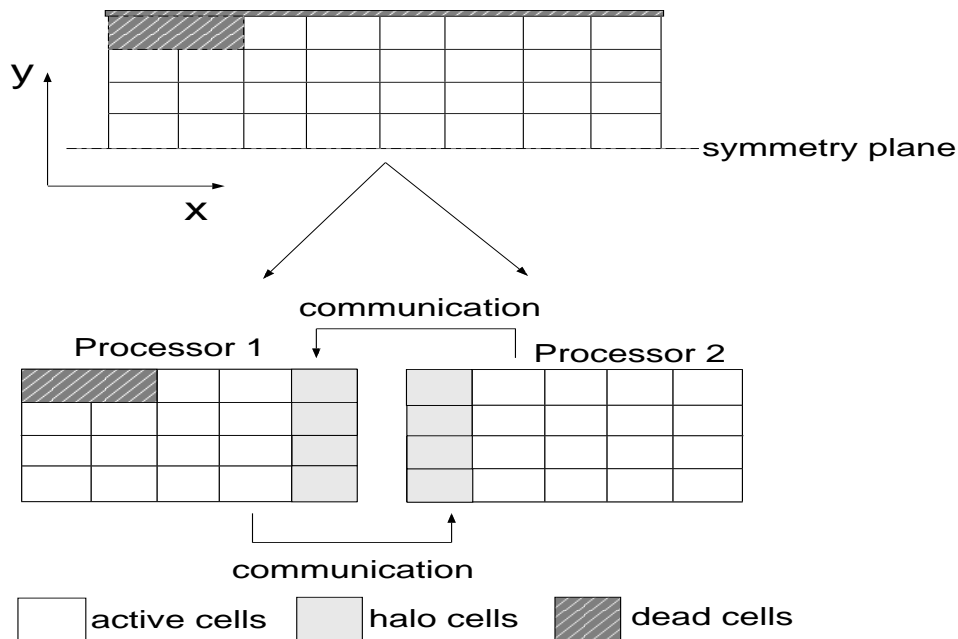 y
symmetry plane
x
communication
Processor 1
Processor 2
communication
active cells
halo cells
dead cells